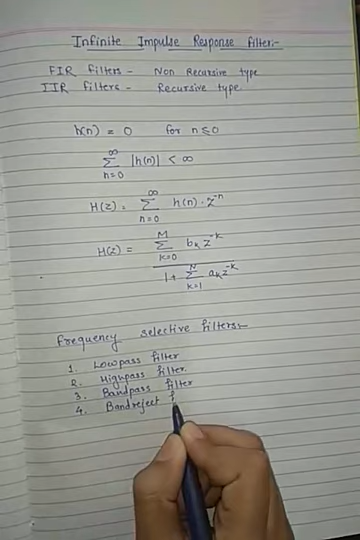 Infinite Impulse Response filter:-
FIR filters - Non Recursive type
IIR filters - Recursive type
h(n) = 0 for n ≤ 0
∞
∑ |h(n)| < ∞
n=0
∞
H(z) = ∑ h(n) · z^-n
n=0
M
H(z) = ∑ b_k z^-k
k=0
N
1 + ∑ a_k z^-k
k=1
frequency selective filters:-
1. Lowpass filter
2. Highpass filter
3. Bandpass filter
4. Bandreject f